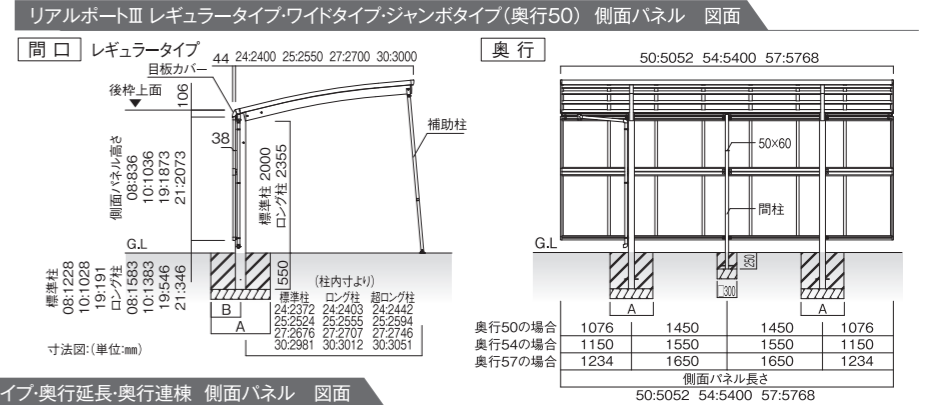 リアルポートⅢ レギュラータイプ・ワイドタイプ・ジャンボタイプ（奥行50） 側面パネル 図面
間口 レギュラータイプ
44 24:2400 25:2550 27:2700 30:3000
目板カバー
後枠上面
106
38
側面パネル高さ
08:836
10:1036
19:1873
21:2073
標準柱 2000
ロング柱 2355
補助柱
G.L
標準柱
08:1228
10:1028
19:191
ロング柱
08:1583
10:1383
19:546
21:346
550
B
A
(柱内寸より)
標準柱 ロング柱 超ロング柱
24:2372 24:2403 24:2442
25:2524 25:2555 25:2594
27:2676 27:2707 27:2746
30:2981 30:3012 30:3051
寸法図:(単位:㎜)
奥行
50:5052 54:5400 57:5768
50×60
間柱
G.L
250
□300
A A
奥行50の場合 1076 1450 1450 1076
奥行54の場合 1150 1550 1550 1150
奥行57の場合 1234 1650 1650 1234
側面パネル長さ
50:5052 54:5400 57:5768
イプ・奥行延長・奥行連棟 側面パネル 図面